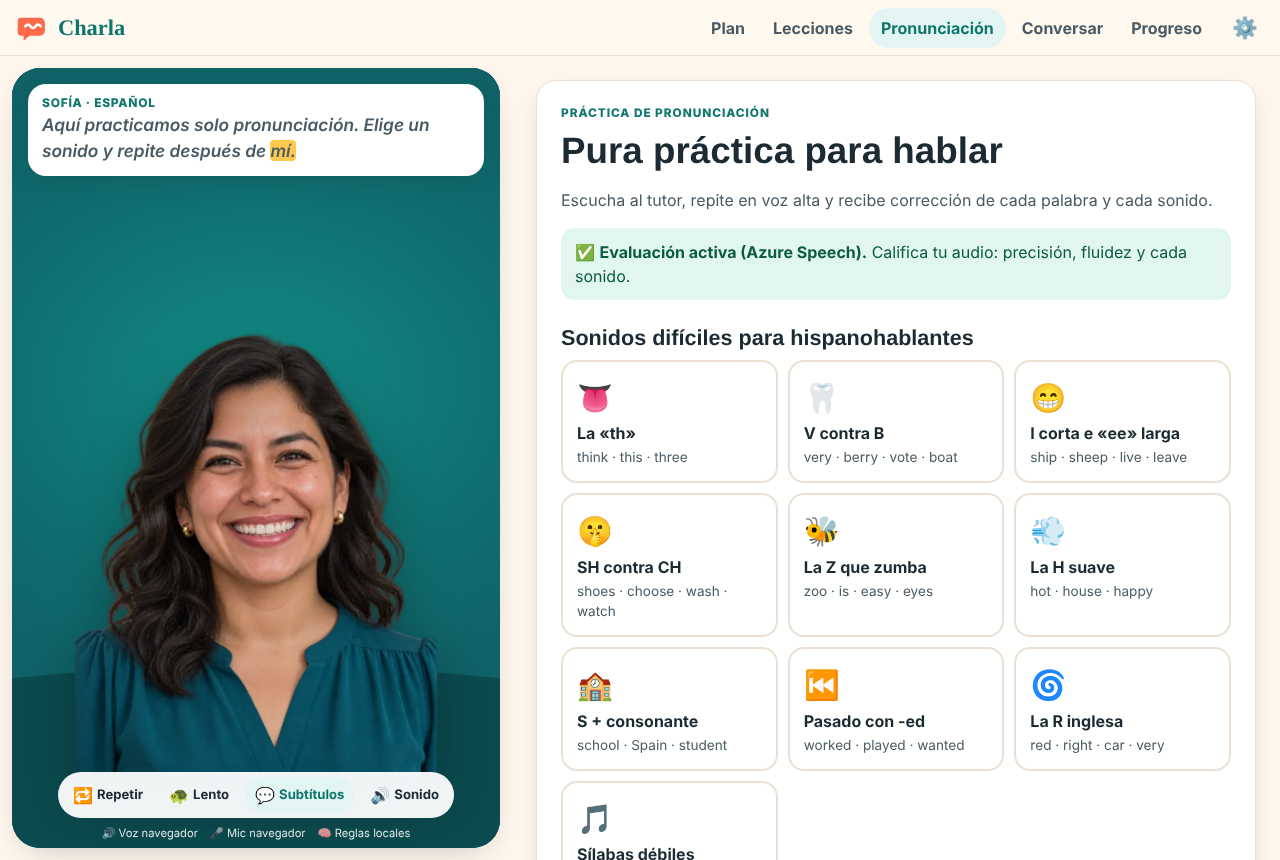 Charla
Plan
Lecciones
Pronunciación
Conversar
Progreso
SOFÍA · ESPAÑOL
Aquí practicamos solo pronunciación. Elige un
sonido y repite después de mí.
Repetir
Lento
Subtítulos
Sonido
Voz navegador
Mic navegador
Reglas locales
PRÁCTICA DE PRONUNCIACIÓN
Pura práctica para hablar
Escucha al tutor, repite en voz alta y recibe corrección de cada palabra y cada sonido.
✅ Evaluación activa (Azure Speech). Califica tu audio: precisión, fluidez y cada
sonido.
Sonidos difíciles para hispanohablantes
La «th»
think · this · three
V contra B
very · berry · vote · boat
I corta e «ee» larga
ship · sheep · live · leave
SH contra CH
shoes · choose · wash ·
watch
La Z que zumba
zoo · is · easy · eyes
La H suave
hot · house · happy
S + consonante
school · Spain · student
Pasado con -ed
worked · played · wanted
La R inglesa
red · right · car · very
Sílabas débiles